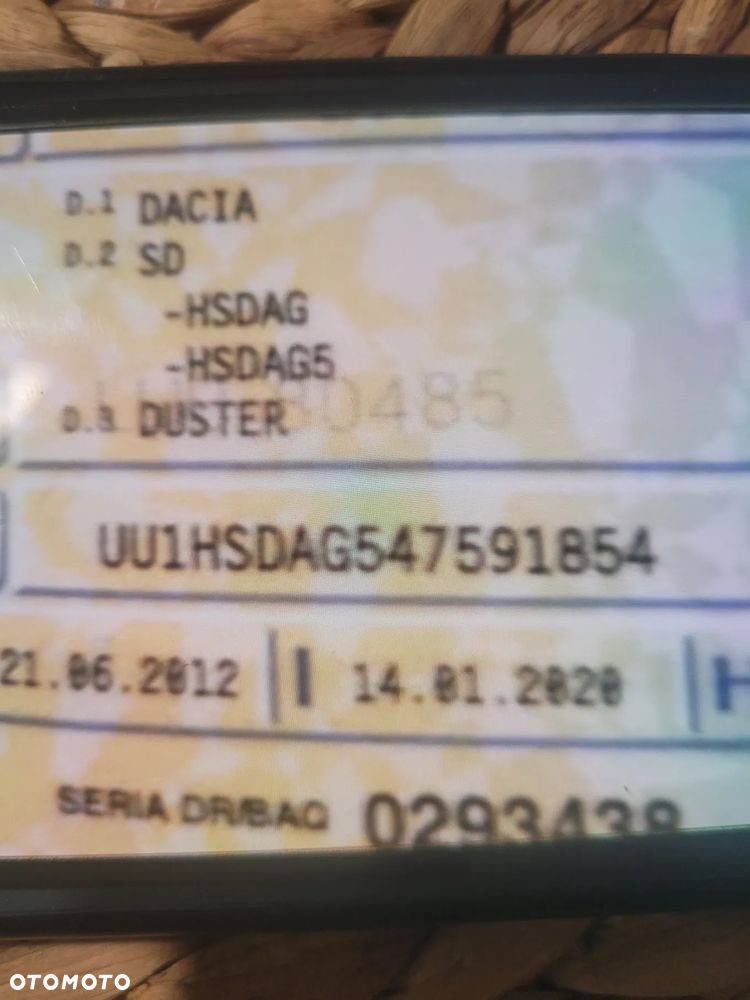 D.1 DACIA
D.2 SD
-HSDAG
-HSDAG5
D.3 DUSTER
80485
UU1HSDAG547591854
21.06.2012 I 14.01.2020 H
SERIA DR/BAQ 0293438
OTOMOTO